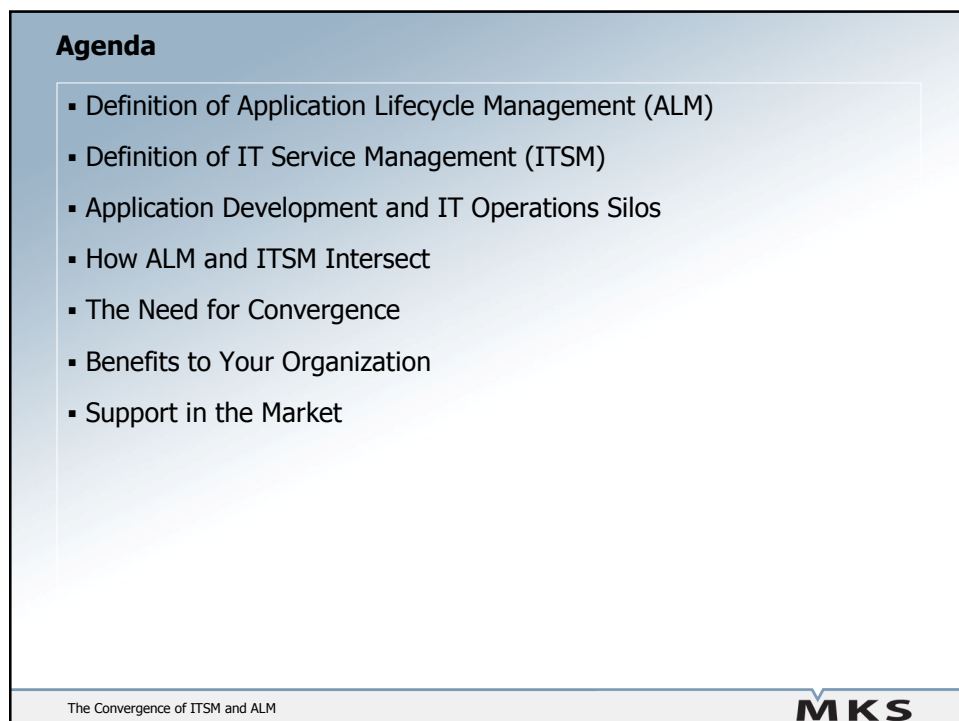 Agenda
▪ Definition of Application Lifecycle Management (ALM)
▪ Definition of IT Service Management (ITSM)
▪ Application Development and IT Operations Silos
▪ How ALM and ITSM Intersect
▪ The Need for Convergence
▪ Benefits to Your Organization
▪ Support in the Market
The Convergence of ITSM and ALM
MKS